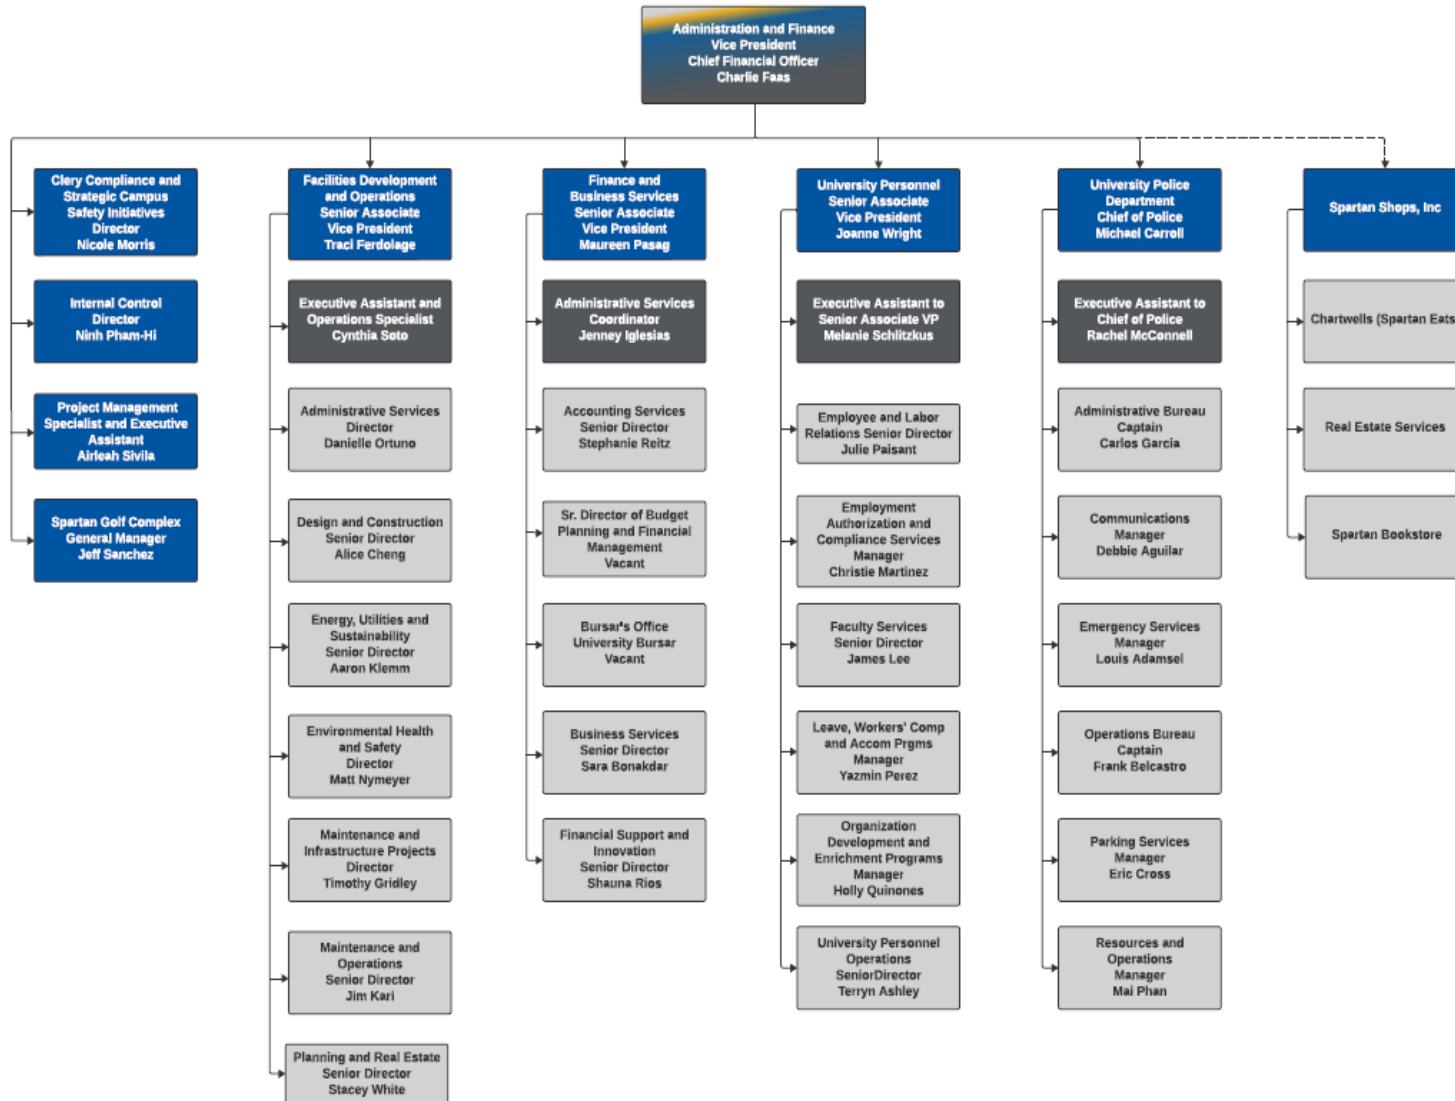 Administration and Finance
Vice President
Chief Financial Officer
Charlie Faas
Clery Compliance and
Strategic Campus
Safety Initiatives
Director
Nicole Morris
Internal Control
Director
Ninh Pham-Hi
Project Management
Specialist and Executive
Assistant
Airleah Sivila
Spartan Golf Complex
General Manager
Jeff Sanchez
Facilities Development
and Operations
Senior Associate
Vice President
Traci Ferdolage
Executive Assistant and
Operations Specialist
Cynthia Soto
Administrative Services
Director
Danielle Ortuno
Design and Construction
Senior Director
Alice Cheng
Energy, Utilities and
Sustainability
Senior Director
Aaron Klemm
Environmental Health
and Safety
Director
Matt Nymeyer
Maintenance and
Infrastructure Projects
Director
Timothy Gridley
Maintenance and
Operations
Senior Director
Jim Kari
Planning and Real Estate
Senior Director
Stacey White
Finance and
Business Services
Senior Associate
Vice President
Maureen Pasag
Administrative Services
Coordinator
Jenney Iglesias
Accounting Services
Senior Director
Stephanie Reitz
Sr. Director of Budget
Planning and Financial
Management
Vacant
Bursar's Office
University Bursar
Vacant
Business Services
Senior Director
Sara Bonakdar
Financial Support and
Innovation
Senior Director
Shauna Rios
University Personnel
Senior Associate
Vice President
Joanne Wright
Executive Assistant to
Senior Associate VP
Melanie Schlitzkus
Employee and Labor
Relations Senior Director
Julie Paisant
Employment
Authorization and
Compliance Services
Manager
Christie Martinez
Faculty Services
Senior Director
James Lee
Leave, Workers' Comp
and Accom Prgms
Manager
Yazmin Perez
Organization
Development and
Enrichment Programs
Manager
Holly Quinones
University Personnel
Operations
SeniorDirector
Terryn Ashley
University Police
Department
Chief of Police
Michael Carroll
Executive Assistant to
Chief of Police
Rachel McConnell
Administrative Bureau
Captain
Carlos Garcia
Communications
Manager
Debbie Aguilar
Emergency Services
Manager
Louis Adamsel
Operations Bureau
Captain
Frank Belcastro
Parking Services
Manager
Eric Cross
Resources and
Operations
Manager
Mai Phan
Spartan Shops, Inc
Chartwells (Spartan Eats
Real Estate Services
Spartan Bookstore